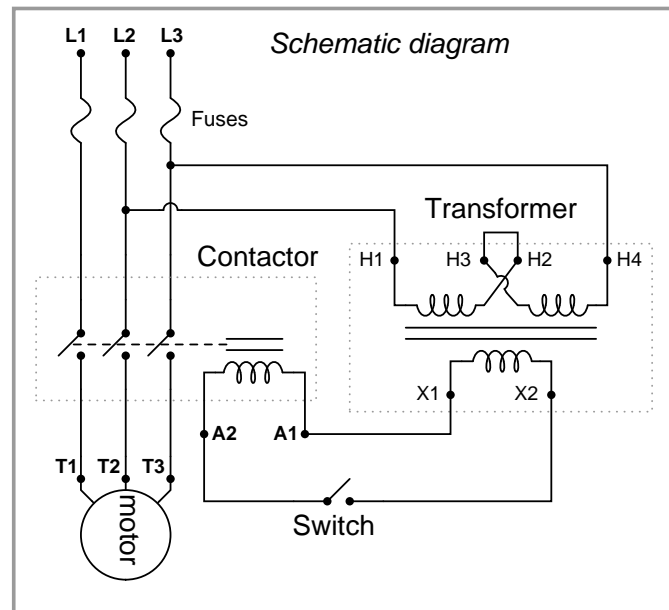 L1 L2 L3 Schematic diagram
Fuses
Transformer
Contactor
H1 H3 H2 H4
X1 X2
A2 A1
T1 T2 T3
motor
Switch